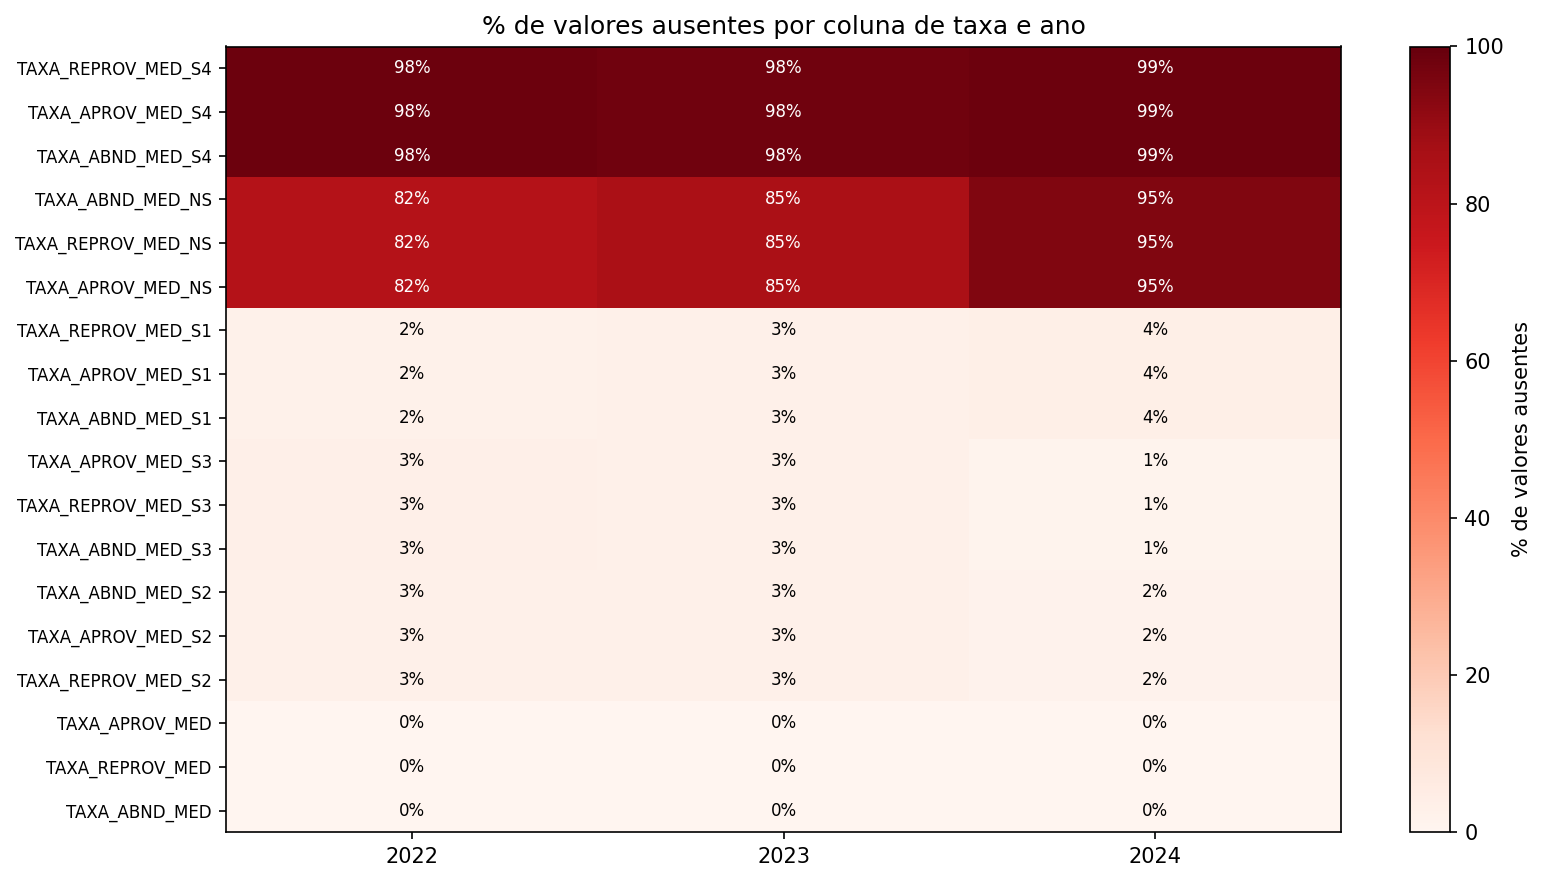 % de valores ausentes por coluna de taxa e ano
TAXA_REPROV_MED_S4 98% 98% 99%
TAXA_APROV_MED_S4 98% 98% 99%
TAXA_ABND_MED_S4 98% 98% 99%
TAXA_ABND_MED_NS 82% 85% 95%
TAXA_REPROV_MED_NS 82% 85% 95%
TAXA_APROV_MED_NS 82% 85% 95%
TAXA_REPROV_MED_S1 2% 3% 4%
TAXA_APROV_MED_S1 2% 3% 4%
TAXA_ABND_MED_S1 2% 3% 4%
TAXA_APROV_MED_S3 3% 3% 1%
TAXA_REPROV_MED_S3 3% 3% 1%
TAXA_ABND_MED_S3 3% 3% 1%
TAXA_ABND_MED_S2 3% 3% 2%
TAXA_APROV_MED_S2 3% 3% 2%
TAXA_REPROV_MED_S2 3% 3% 2%
TAXA_APROV_MED 0% 0% 0%
TAXA_REPROV_MED 0% 0% 0%
TAXA_ABND_MED 0% 0% 0%
2022 2023 2024
100
80
60
40
20
0
% de valores ausentes